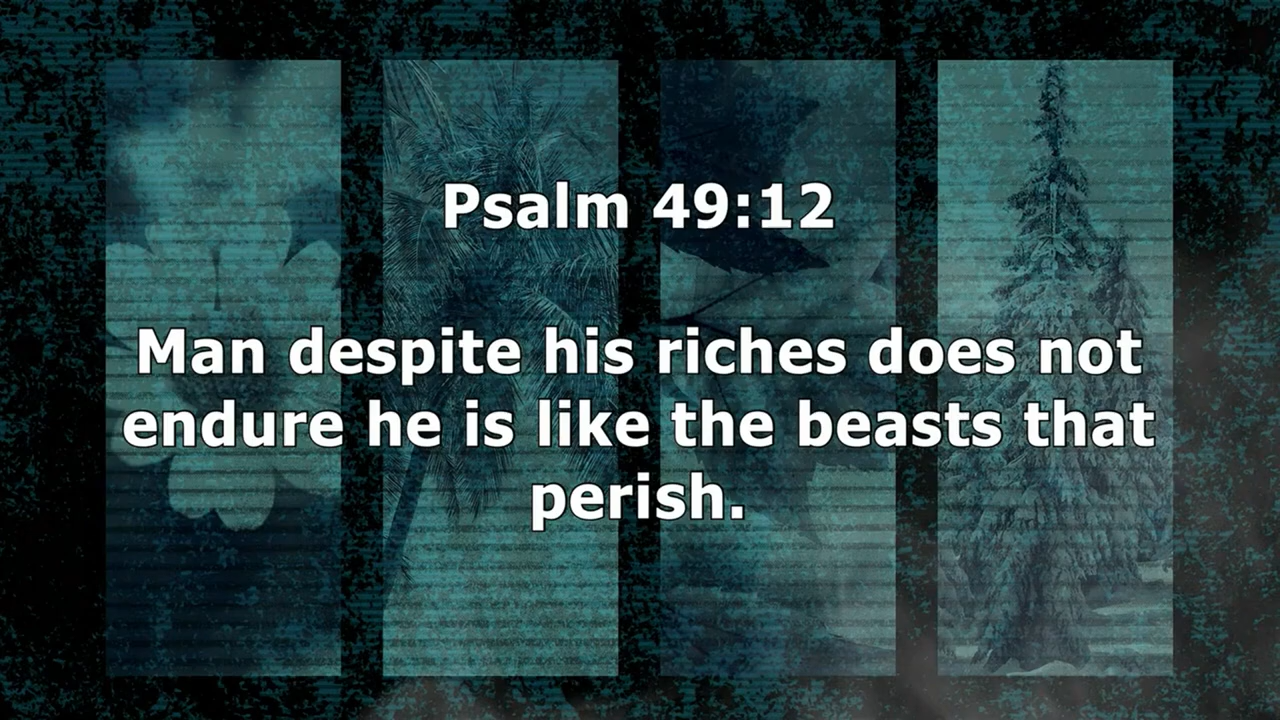 Psalm 49:12
Man despite his riches does not
endure he is like the beasts that
perish.